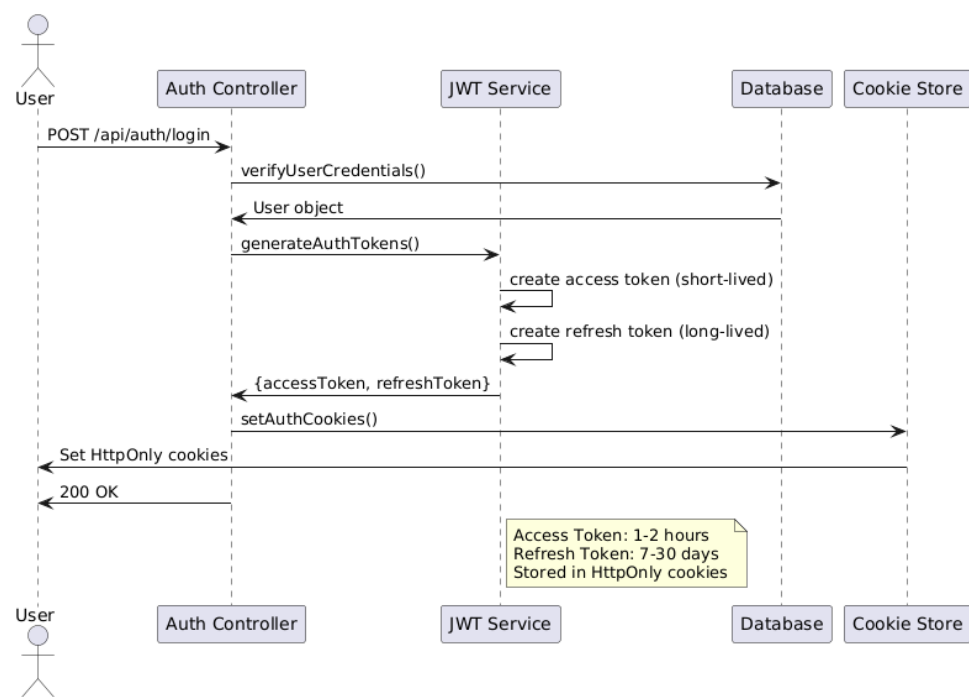 User
Auth Controller
JWT Service
Database
Cookie Store
POST /api/auth/login
verifyUserCredentials()
User object
generateAuthTokens()
create access token (short-lived)
create refresh token (long-lived)
{accessToken, refreshToken}
setAuthCookies()
Set HttpOnly cookies
200 OK
Access Token: 1-2 hours
Refresh Token: 7-30 days
Stored in HttpOnly cookies
User
Auth Controller
JWT Service
Database
Cookie Store